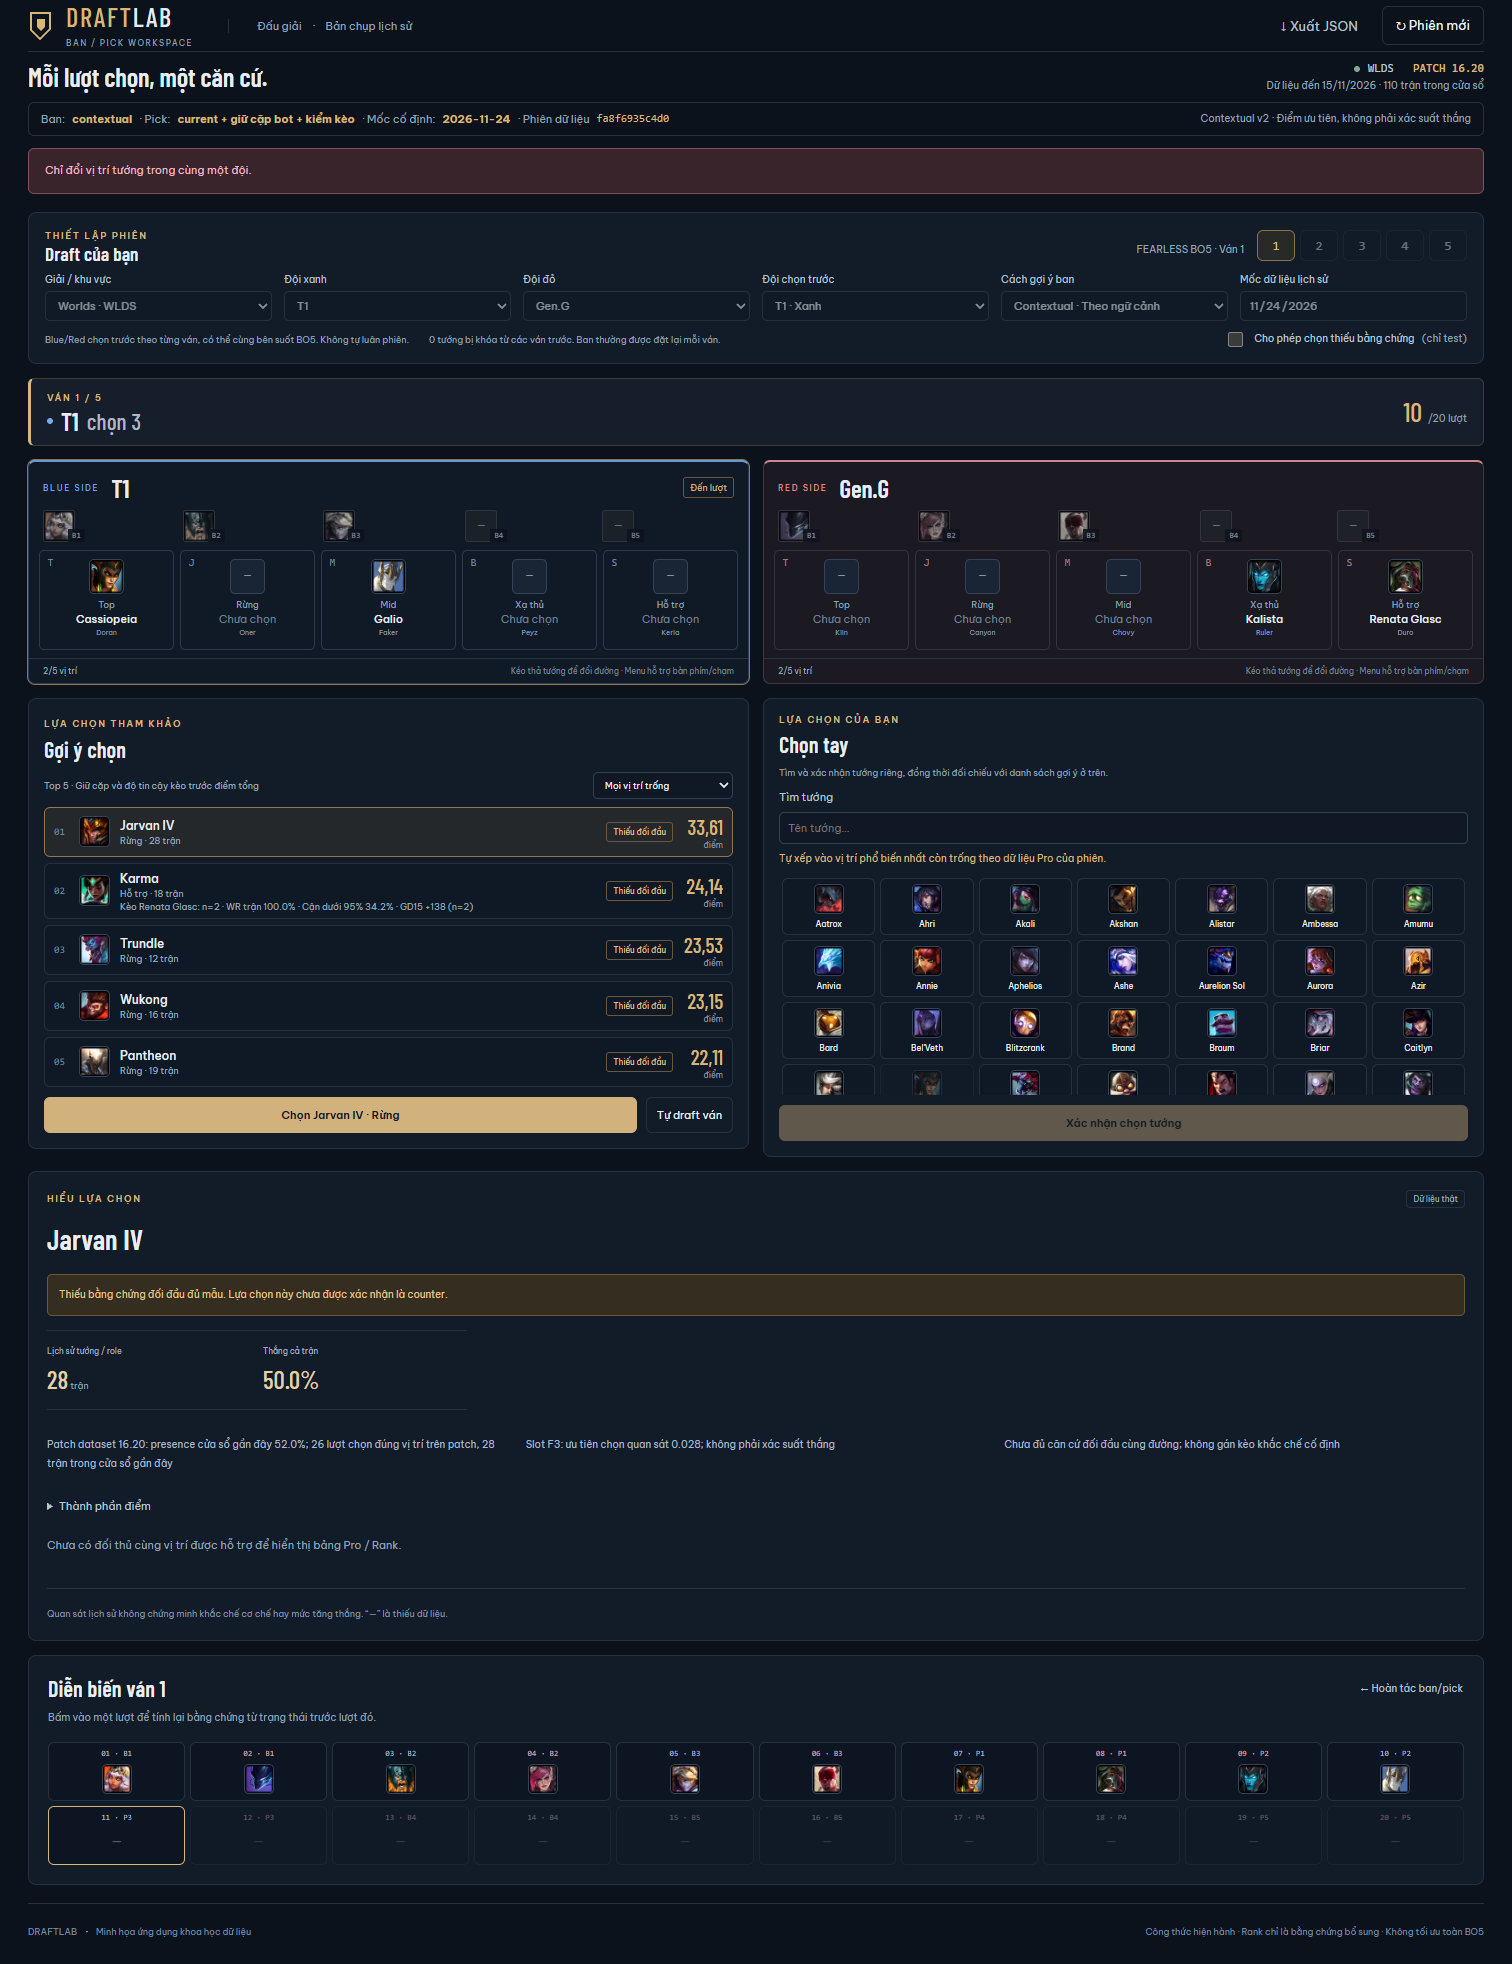 DRAFTLAB
BAN / PICK WORKSPACE
Đấu giải · Bản chụp lịch sử
↓ Xuất JSON
↻ Phiên mới
Mỗi lượt chọn, một căn cứ.
● WLDS PATCH 16.20
Dữ liệu đến 15/11/2026 · 110 trận trong cửa sổ
Ban: contextual · Pick: current + giữ cặp bot + kiểm kèo · Mốc cố định: 2026-11-24 · Phiên dữ liệu fa8f6935c4d0
Contextual v2 · Điểm ưu tiên, không phải xác suất thắng
Chỉ đổi vị trí tướng trong cùng một đội.
THIẾT LẬP PHIÊN
Draft của bạn
FEARLESS BO5 · Ván 1
1 2 3 4 5
Giải / khu vực
Đội xanh
Đội đỏ
Đội chọn trước
Cách gợi ý ban
Mốc dữ liệu lịch sử
Worlds · WLDS
T1
Gen.G
T1 · Xanh
Contextual · Theo ngữ cảnh
11/24/2026
Blue/Red chọn trước theo từng ván, có thể cùng bên suốt BO5. Không tự luân phiên.
0 tướng bị khóa từ các ván trước. Ban thường được đặt lại mỗi ván.
Cho phép chọn thiếu bằng chứng (chỉ test)
VÁN 1 / 5
• T1 chọn 3
10 /20 lượt
BLUE SIDE T1
Đến lượt
B1
B2
B3
– B4
– B5
T
Top
Cassiopeia
Doran
J
–
Rừng
Chưa chọn
Oner
M
Mid
Galio
Faker
B
–
Xạ thủ
Chưa chọn
Peyz
S
–
Hỗ trợ
Chưa chọn
Keria
2/5 vị trí
Kéo thả tướng để đổi đường · Menu hỗ trợ bàn phím/chạm
RED SIDE Gen.G
B1
B2
B3
– B4
– B5
T
–
Top
Chưa chọn
Kiin
J
–
Rừng
Chưa chọn
Canyon
M
–
Mid
Chưa chọn
Chovy
B
Xạ thủ
Kalista
Ruler
S
Hỗ trợ
Renata Glasc
Duro
2/5 vị trí
Kéo thả tướng để đổi đường · Menu hỗ trợ bàn phím/chạm
LỰA CHỌN THAM KHẢO
Gợi ý chọn
Top 5 · Giữ cặp và độ tin cậy kèo trước điểm tổng
Mọi vị trí trống
01
Jarvan IV
Rừng · 28 trận
Thiếu đối đầu
33,61
điểm
02
Karma
Hỗ trợ · 18 trận
Kèo Renata Glasc: n=2 · WR trận 100.0% · Cận dưới 95% 34.2% · GD15 +138 (n=2)
Thiếu đối đầu
24,14
điểm
03
Trundle
Rừng · 12 trận
Thiếu đối đầu
23,53
điểm
04
Wukong
Rừng · 16 trận
Thiếu đối đầu
23,15
điểm
05
Pantheon
Rừng · 19 trận
Thiếu đối đầu
22,11
điểm
Chọn Jarvan IV · Rừng
Tự draft ván
LỰA CHỌN CỦA BẠN
Chọn tay
Tìm và xác nhận tướng riêng, đồng thời đối chiếu với danh sách gợi ý ở trên.
Tìm tướng
Tên tướng...
Tự xếp vào vị trí phổ biến nhất còn trống theo dữ liệu Pro của phiên.
Aatrox Ahri Akali Akshan Alistar Ambessa Amumu
Anivia Annie Aphelios Ashe Aurelion Sol Aurora Azir
Bard Bel'Veth Blitzcrank Brand Braum Briar Caitlyn
Xác nhận chọn tướng
HIỂU LỰA CHỌN
Dữ liệu thật
Jarvan IV
Thiếu bằng chứng đối đầu đủ mẫu. Lựa chọn này chưa được xác nhận là counter.
Lịch sử tướng / role
28 trận
Thắng cả trận
50.0%
Patch dataset 16.20: presence cửa sổ gần đây 52.0%; 26 lượt chọn đúng vị trí trên patch, 28
trận trong cửa sổ gần đây
Slot F3: ưu tiên chọn quan sát 0.028; không phải xác suất thắng
Chưa đủ căn cứ đối đầu cùng đường; không gán kèo khắc chế cố định
▶ Thành phần điểm
Chưa có đối thủ cùng vị trí được hỗ trợ để hiển thị bảng Pro / Rank.
Quan sát lịch sử không chứng minh khắc chế cơ chế hay mức tăng thắng. “—” là thiếu dữ liệu.
Diễn biến ván 1
← Hoàn tác ban/pick
Bấm vào một lượt để tính lại bằng chứng từ trạng thái trước lượt đó.
01 · B1
02 · B1
03 · B2
04 · B2
05 · B3
06 · B3
07 · P1
08 · P1
09 · P2
10 · P2
11 · P3
—
12 · P3
—
13 · B4
—
14 · B4
—
15 · B5
—
16 · B5
—
17 · P4
—
18 · P4
—
19 · P5
—
20 · P5
—
DRAFTLAB · Minh họa ứng dụng khoa học dữ liệu
Công thức hiện hành · Rank chỉ là bằng chứng bổ sung · Không tối ưu toàn BO5